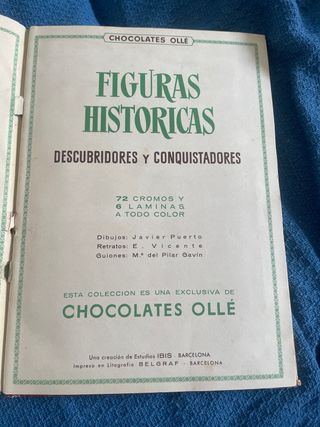 CHOCOLATES OLLÉ
FIGURAS
HISTORICAS
DESCUBRIDORES Y CONQUISTADORES
72 CROMOS Y
6 LAMINAS
A TODO COLOR
Dibujos: Javier Puerto
Retratos: E. Vicente
Guiones: M.ª del Pilar Gavín
ESTA COLECCION ES UNA EXCLUSIVA DE
CHOCOLATES OLLÉ
Una creación de Estudios IBIS - BARCELONA
Impreso en Litografía BELGRAF - BARCELONA